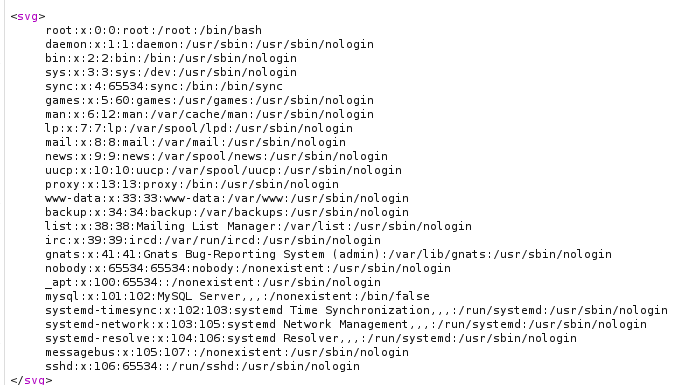 <svg>
root:x:0:0:root:/root:/bin/bash
daemon:x:1:1:daemon:/usr/sbin:/usr/sbin/nologin
bin:x:2:2:bin:/bin:/usr/sbin/nologin
sys:x:3:3:sys:/dev:/usr/sbin/nologin
sync:x:4:65534:sync:/bin:/bin/sync
games:x:5:60:games:/usr/games:/usr/sbin/nologin
man:x:6:12:man:/var/cache/man:/usr/sbin/nologin
lp:x:7:7:lp:/var/spool/lpd:/usr/sbin/nologin
mail:x:8:8:mail:/var/mail:/usr/sbin/nologin
news:x:9:9:news:/var/spool/news:/usr/sbin/nologin
uucp:x:10:10:uucp:/var/spool/uucp:/usr/sbin/nologin
proxy:x:13:13:proxy:/bin:/usr/sbin/nologin
www-data:x:33:33:www-data:/var/www:/usr/sbin/nologin
backup:x:34:34:backup:/var/backups:/usr/sbin/nologin
list:x:38:38:Mailing List Manager:/var/list:/usr/sbin/nologin
irc:x:39:39:ircd:/var/run/ircd:/usr/sbin/nologin
gnats:x:41:41:Gnats Bug-Reporting System (admin):/var/lib/gnats:/usr/sbin/nologin
nobody:x:65534:65534:nobody:/nonexistent:/usr/sbin/nologin
_apt:x:100:65534::/nonexistent:/usr/sbin/nologin
mysql:x:101:102:MySQL Server,,,:/nonexistent:/bin/false
systemd-timesync:x:102:103:systemd Time Synchronization,,,:/run/systemd:/usr/sbin/nologin
systemd-network:x:103:105:systemd Network Management,,,:/run/systemd:/usr/sbin/nologin
systemd-resolve:x:104:106:systemd Resolver,,,:/run/systemd:/usr/sbin/nologin
messagebus:x:105:107::/nonexistent:/usr/sbin/nologin
sshd:x:106:65534::/run/sshd:/usr/sbin/nologin
</svg>